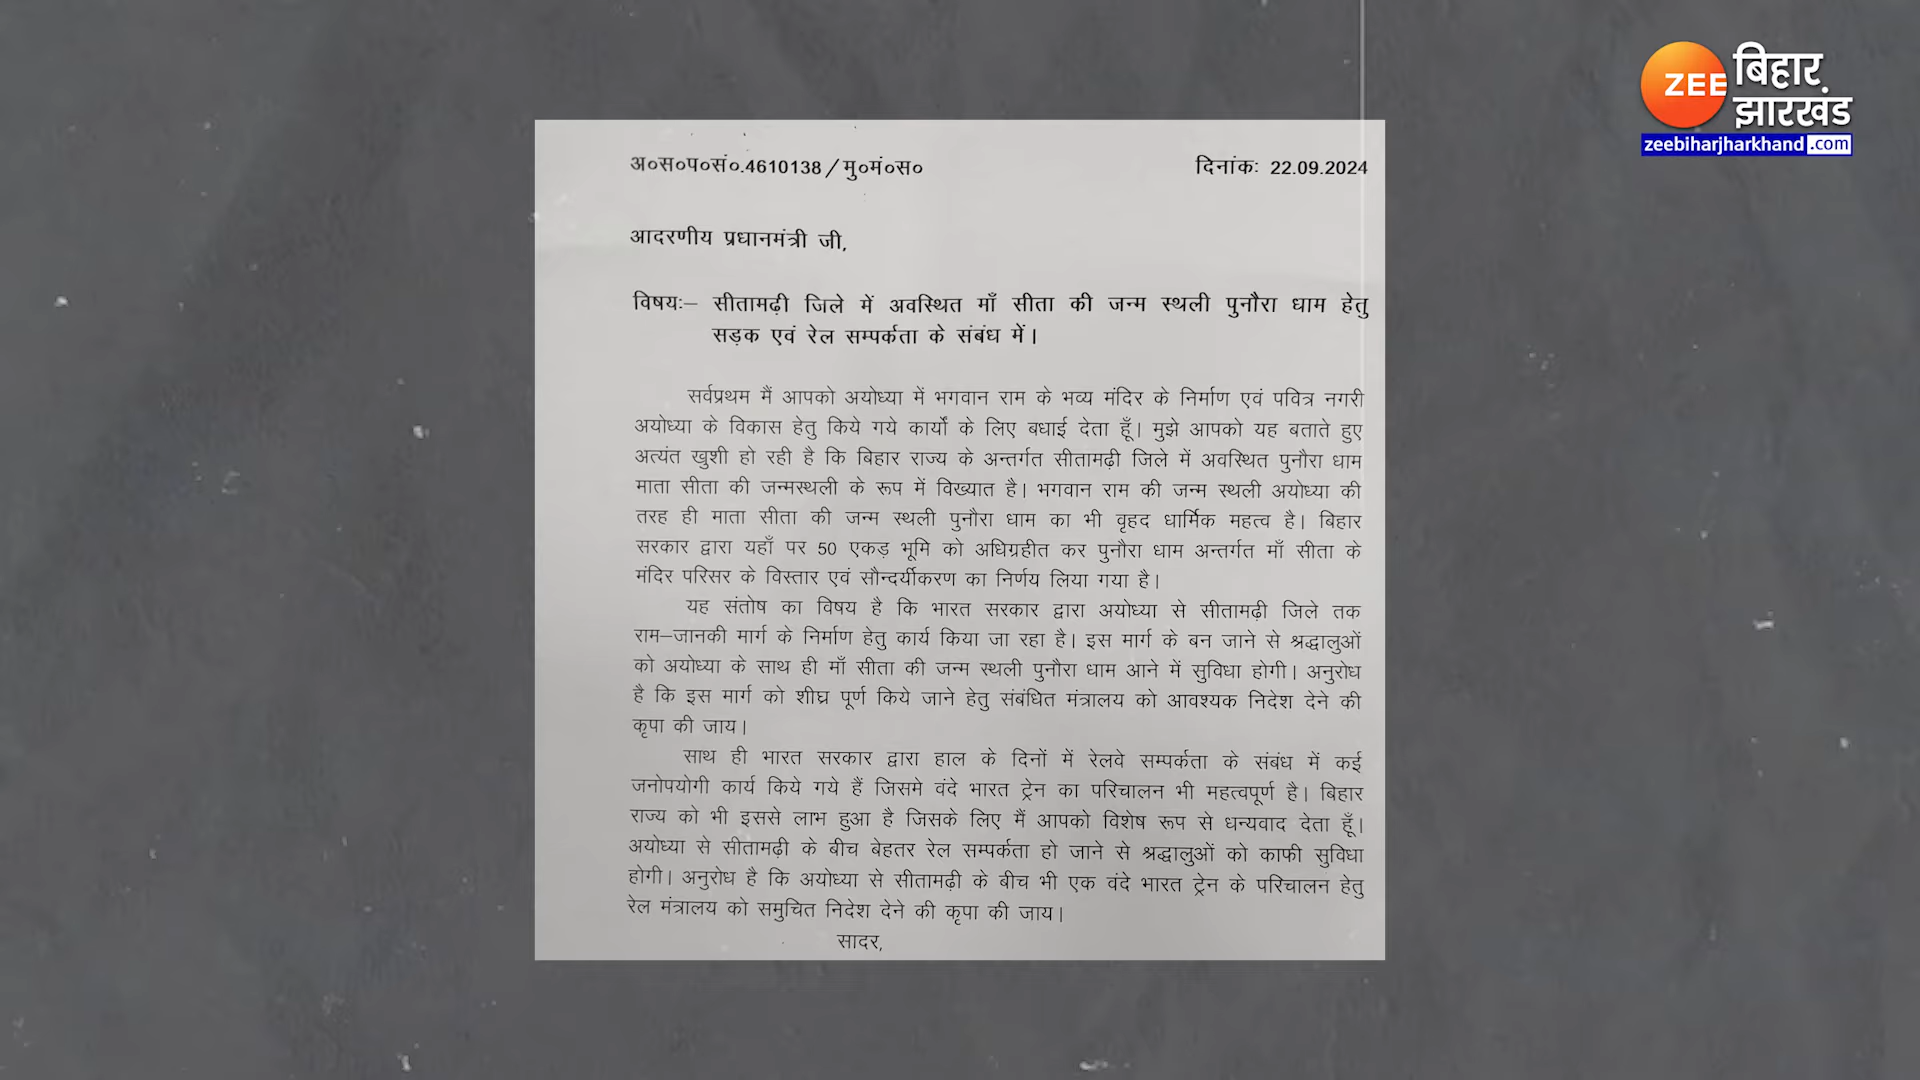 ZEE बिहार झारखंड
zeebiharjharkhand.com
अ०स०प०सं०.4610138/मु०मं०स० दिनांकः 22.09.2024
आदरणीय प्रधानमंत्री जी,
विषयः– सीतामढ़ी जिले में अवस्थित माँ सीता की जन्म स्थली पुनौरा धाम हेतु
सड़क एवं रेल सम्पर्कता के संबंध में।
सर्वप्रथम मैं आपको अयोध्या में भगवान राम के भव्य मंदिर के निर्माण एवं पवित्र नगरी
अयोध्या के विकास हेतु किये गये कार्यों के लिए बधाई देता हूँ। मुझे आपको यह बताते हुए
अत्यंत खुशी हो रही है कि बिहार राज्य के अन्तर्गत सीतामढ़ी जिले में अवस्थित पुनौरा धाम
माता सीता की जन्मस्थली के रूप में विख्यात है। भगवान राम की जन्म स्थली अयोध्या की
तरह ही माता सीता की जन्म स्थली पुनौरा धाम का भी वृहद धार्मिक महत्व है। बिहार
सरकार द्वारा यहाँ पर 50 एकड़ भूमि को अधिग्रहीत कर पुनौरा धाम अन्तर्गत माँ सीता के
मंदिर परिसर के विस्तार एवं सौन्दर्यीकरण का निर्णय लिया गया है।
यह संतोष का विषय है कि भारत सरकार द्वारा अयोध्या से सीतामढ़ी जिले तक
राम–जानकी मार्ग के निर्माण हेतु कार्य किया जा रहा है। इस मार्ग के बन जाने से श्रद्धालुओं
को अयोध्या के साथ ही माँ सीता की जन्म स्थली पुनौरा धाम आने में सुविधा होगी। अनुरोध
है कि इस मार्ग को शीघ्र पूर्ण किये जाने हेतु संबंधित मंत्रालय को आवश्यक निदेश देने की
कृपा की जाय।
साथ ही भारत सरकार द्वारा हाल के दिनों में रेलवे सम्पर्कता के संबंध में कई
जनोपयोगी कार्य किये गये हैं जिसमे वंदे भारत ट्रेन का परिचालन भी महत्वपूर्ण है। बिहार
राज्य को भी इससे लाभ हुआ है जिसके लिए मैं आपको विशेष रूप से धन्यवाद देता हूँ।
अयोध्या से सीतामढ़ी के बीच बेहतर रेल सम्पर्कता हो जाने से श्रद्धालुओं को काफी सुविधा
होगी। अनुरोध है कि अयोध्या से सीतामढ़ी के बीच भी एक वंदे भारत ट्रेन के परिचालन हेतु
रेल मंत्रालय को समुचित निदेश देने की कृपा की जाय।
सादर,